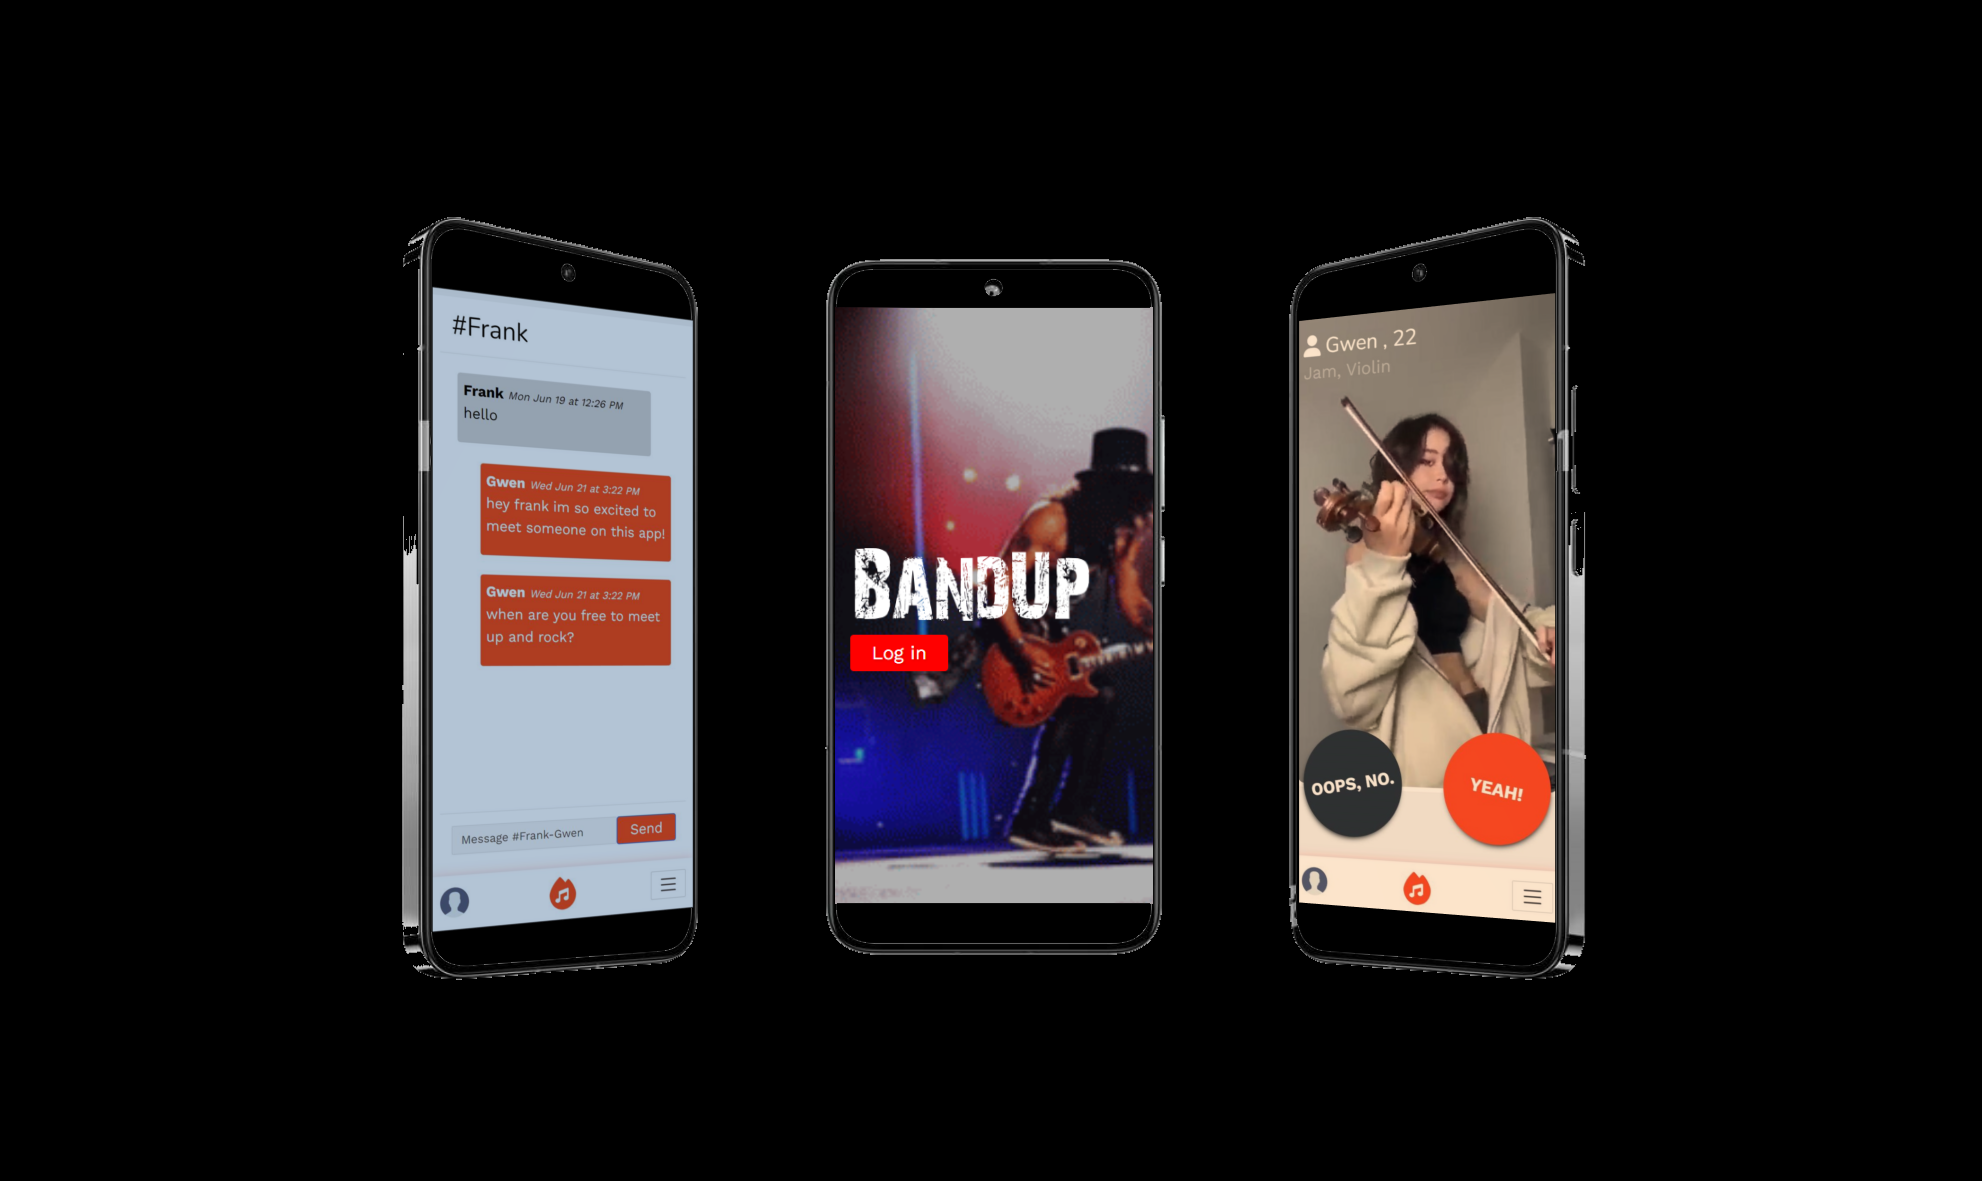 #Frank
Frank Mon Jun 19 at 12:26 PM
hello
Gwen Wed Jun 21 at 3:22 PM
hey frank im so excited to
meet someone on this app!
Gwen Wed Jun 21 at 3:22 PM
when are you free to meet
up and rock?
Message #Frank-Gwen
Send
BANDUP
Log in
Gwen , 22
Jam, Violin
OOPS, NO.
YEAH!